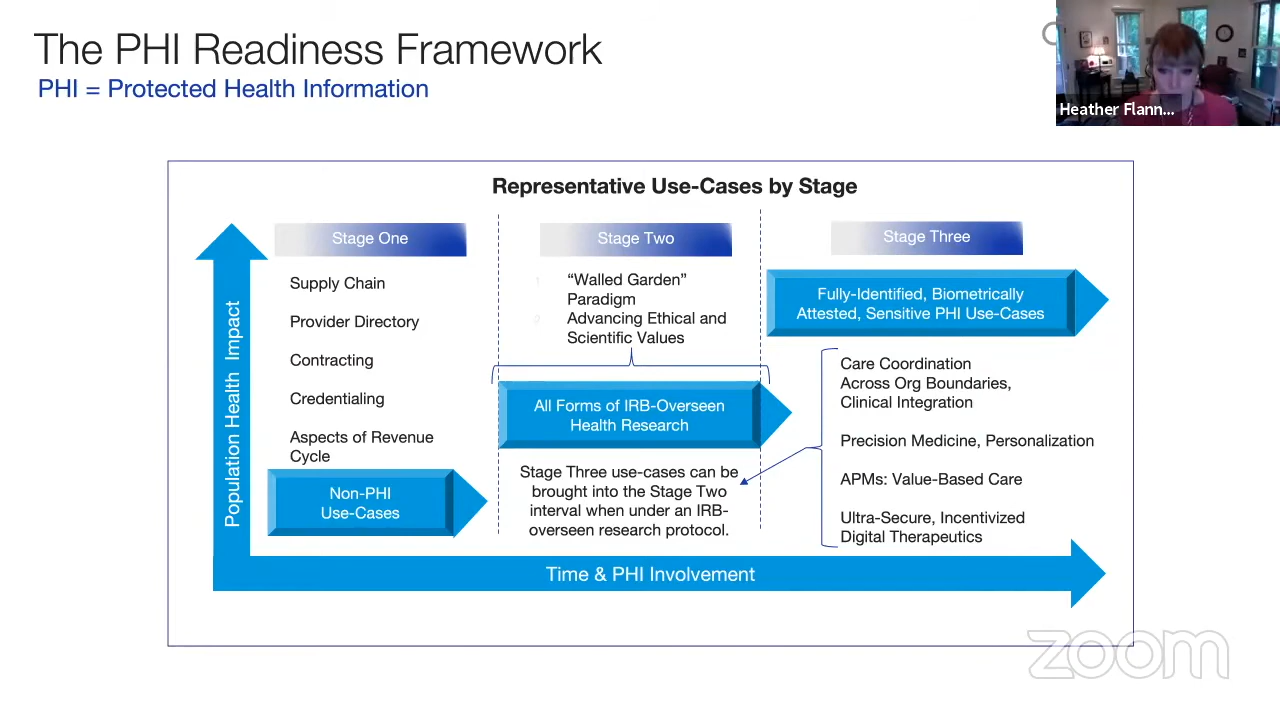 The PHI Readiness Framework
PHI = Protected Health Information
Heather Flann...
Representative Use-Cases by Stage
Stage One
Supply Chain
Provider Directory
Contracting
Credentialing
Aspects of Revenue
Cycle
Non-PHI
Use-Cases
Stage Two
“Walled Garden”
Paradigm
Advancing Ethical and
Scientific Values
All Forms of IRB-Overseen
Health Research
Stage Three use-cases can be
brought into the Stage Two
interval when under an IRB-
overseen research protocol.
Stage Three
Fully-Identified, Biometrically
Attested, Sensitive PHI Use-Cases
Care Coordination
Across Org Boundaries,
Clinical Integration
Precision Medicine, Personalization
APMs: Value-Based Care
Ultra-Secure, Incentivized
Digital Therapeutics
Population Health Impact
Time & PHI Involvement
zoom